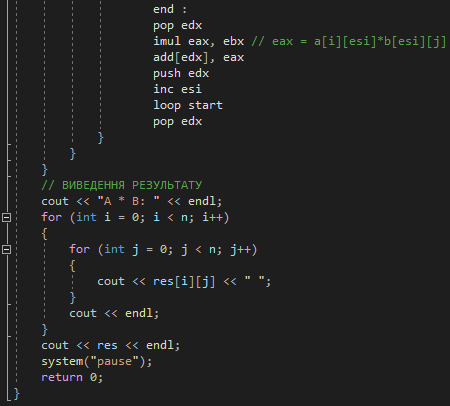 end :
pop edx
imul eax, ebx // eax = a[i][esi]*b[esi][j]
add[edx], eax
push edx
inc esi
loop start
pop edx
}
}
}
// ВИВЕДЕННЯ РЕЗУЛЬТАТУ
cout << "A * B: " << endl;
for (int i = 0; i < n; i++)
{
for (int j = 0; j < n; j++)
{
cout << res[i][j] << " ";
}
cout << endl;
}
cout << res << endl;
system("pause");
return 0;
}